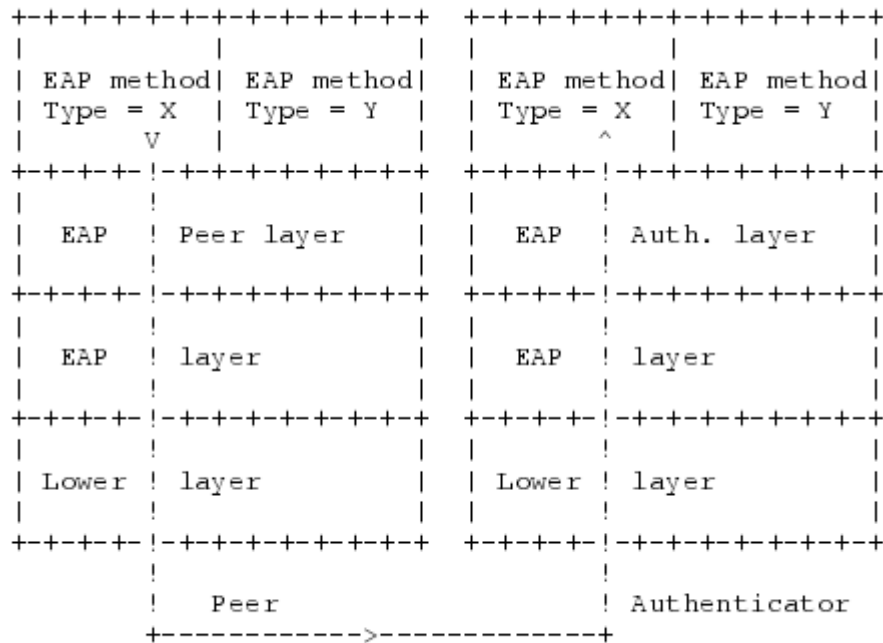 +-+-+-+-+-+-+-+-+-+-+-+-+  +-+-+-+-+-+-+-+-+-+-+-+-+
|           |           |  |           |           |
| EAP method| EAP method|  | EAP method| EAP method|
| Type = X  | Type = Y  |  | Type = X  | Type = Y  |
|       V   |           |  |       ^   |           |
+-+-+-+-!-+-+-+-+-+-+-+-+  +-+-+-+-!-+-+-+-+-+-+-+-+
|       !               |  |       !               |
|  EAP  ! Peer layer    |  |  EAP  ! Auth. layer   |
|       !               |  |       !               |
+-+-+-+-!-+-+-+-+-+-+-+-+  +-+-+-+-!-+-+-+-+-+-+-+-+
|       !               |  |       !               |
|  EAP  ! layer         |  |  EAP  ! layer         |
|       !               |  |       !               |
+-+-+-+-!-+-+-+-+-+-+-+-+  +-+-+-+-!-+-+-+-+-+-+-+-+
|       !               |  |       !               |
| Lower ! layer         |  | Lower ! layer         |
|       !               |  |       !               |
+-+-+-+-!-+-+-+-+-+-+-+-+  +-+-+-+-!-+-+-+-+-+-+-+-+
        !                          !
        !   Peer                   ! Authenticator
        +------------>-------------+